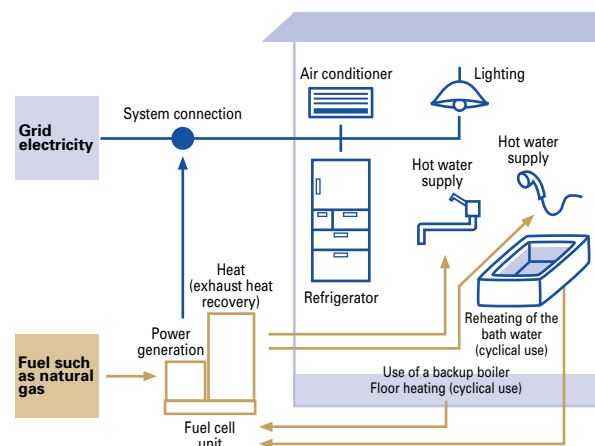 Air conditioner
Lighting
System connection
Grid
electricity
Hot water
supply
Hot water
supply
Heat
(exhaust heat
recovery)
Refrigerator
Reheating of the
bath water
(cyclical use)
Power
generation
Fuel such
as natural
gas
Use of a backup boiler
Floor heating (cyclical use)
Fuel cell
unit